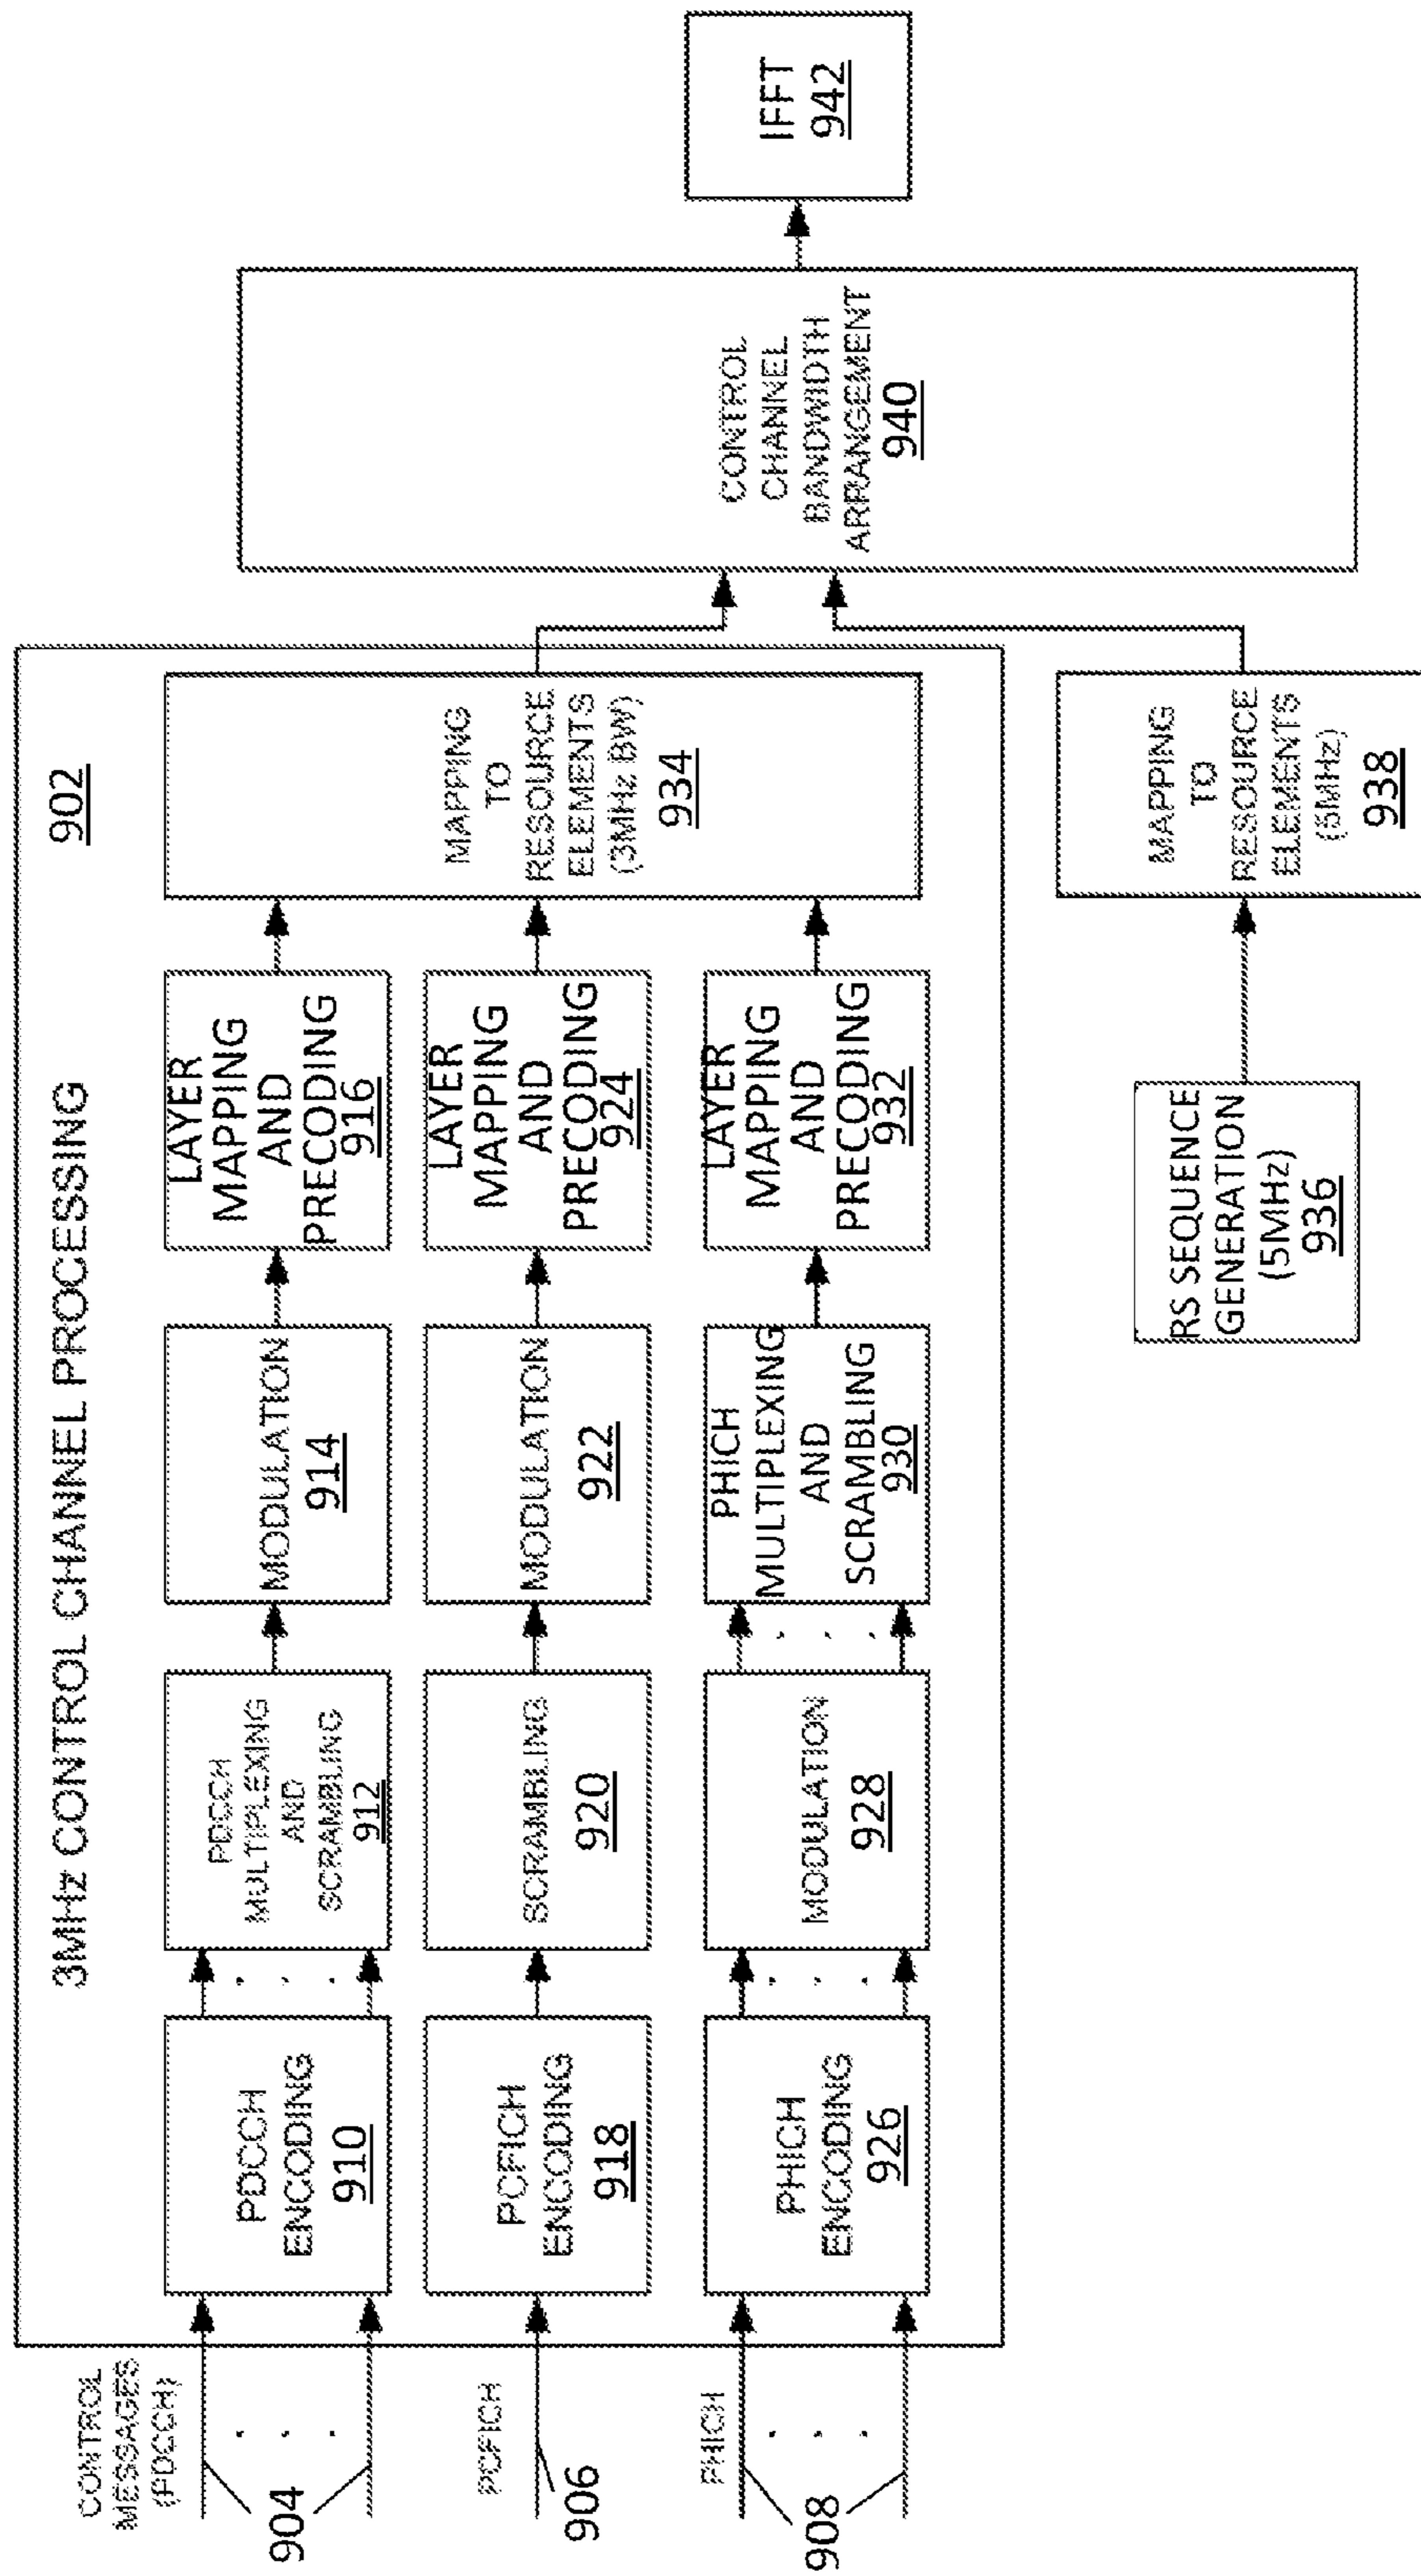 3MHz CONTROL CHANNEL PROCESSING
902
CONTROL
MESSAGES
(PDCCH)
904
PDCCH
ENCODING
910
PDCCH
MULTIPLEXING
AND
SCRAMBLING
912
MODULATION
914
LAYER
MAPPING
AND
PRECODING
916
PCFICH
906
PCFICH
ENCODING
918
SCRAMBLING
920
MODULATION
922
LAYER
MAPPING
AND
PRECODING
924
PHICH
908
PHICH
ENCODING
926
MODULATION
928
PHICH
MULTIPLEXING
AND
SCRAMBLING
930
LAYER
MAPPING
AND
PRECODING
932
MAPPING
TO
RESOURCE
ELEMENTS
(3MHz BW)
934
RS SEQUENCE
GENERATION
(5MHz)
936
MAPPING
TO
RESOURCE
ELEMENTS
(5MHz)
938
CONTROL
CHANNEL
BANDWIDTH
ARRANGEMENT
940
IFFT
942